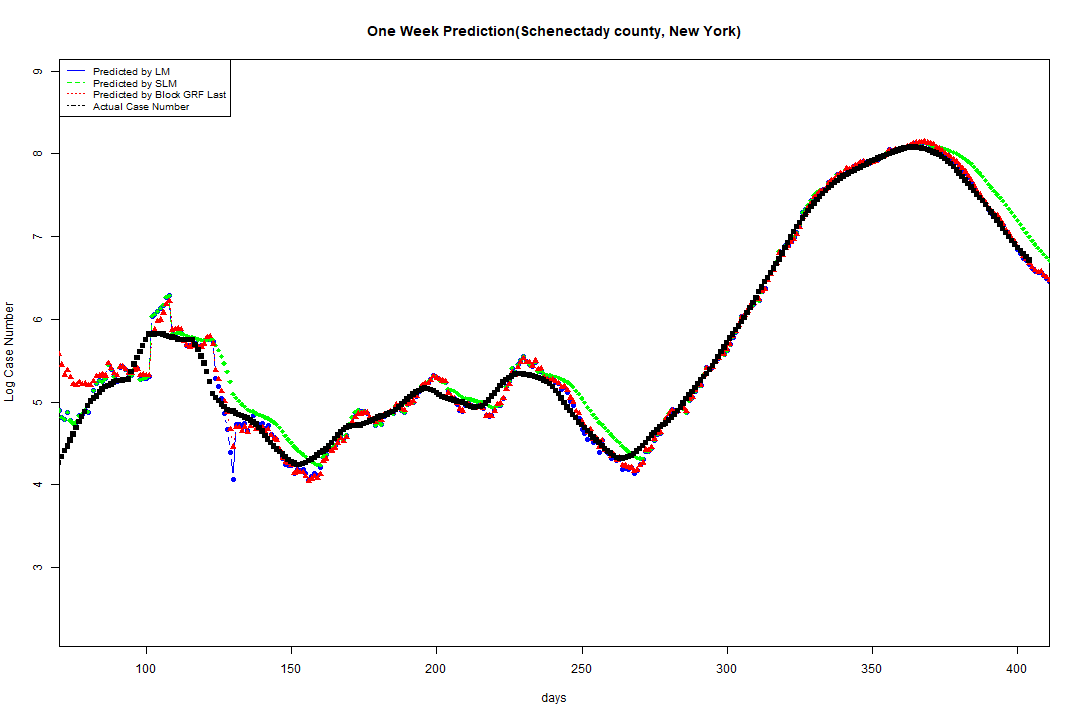 One Week Prediction(Schenectady county, New York)
Predicted by LM
Predicted by SLM
Predicted by Block GRF Last
Actual Case Number
Log Case Number
9
8
7
6
5
4
3
100 150 200 250 300 350 400
days